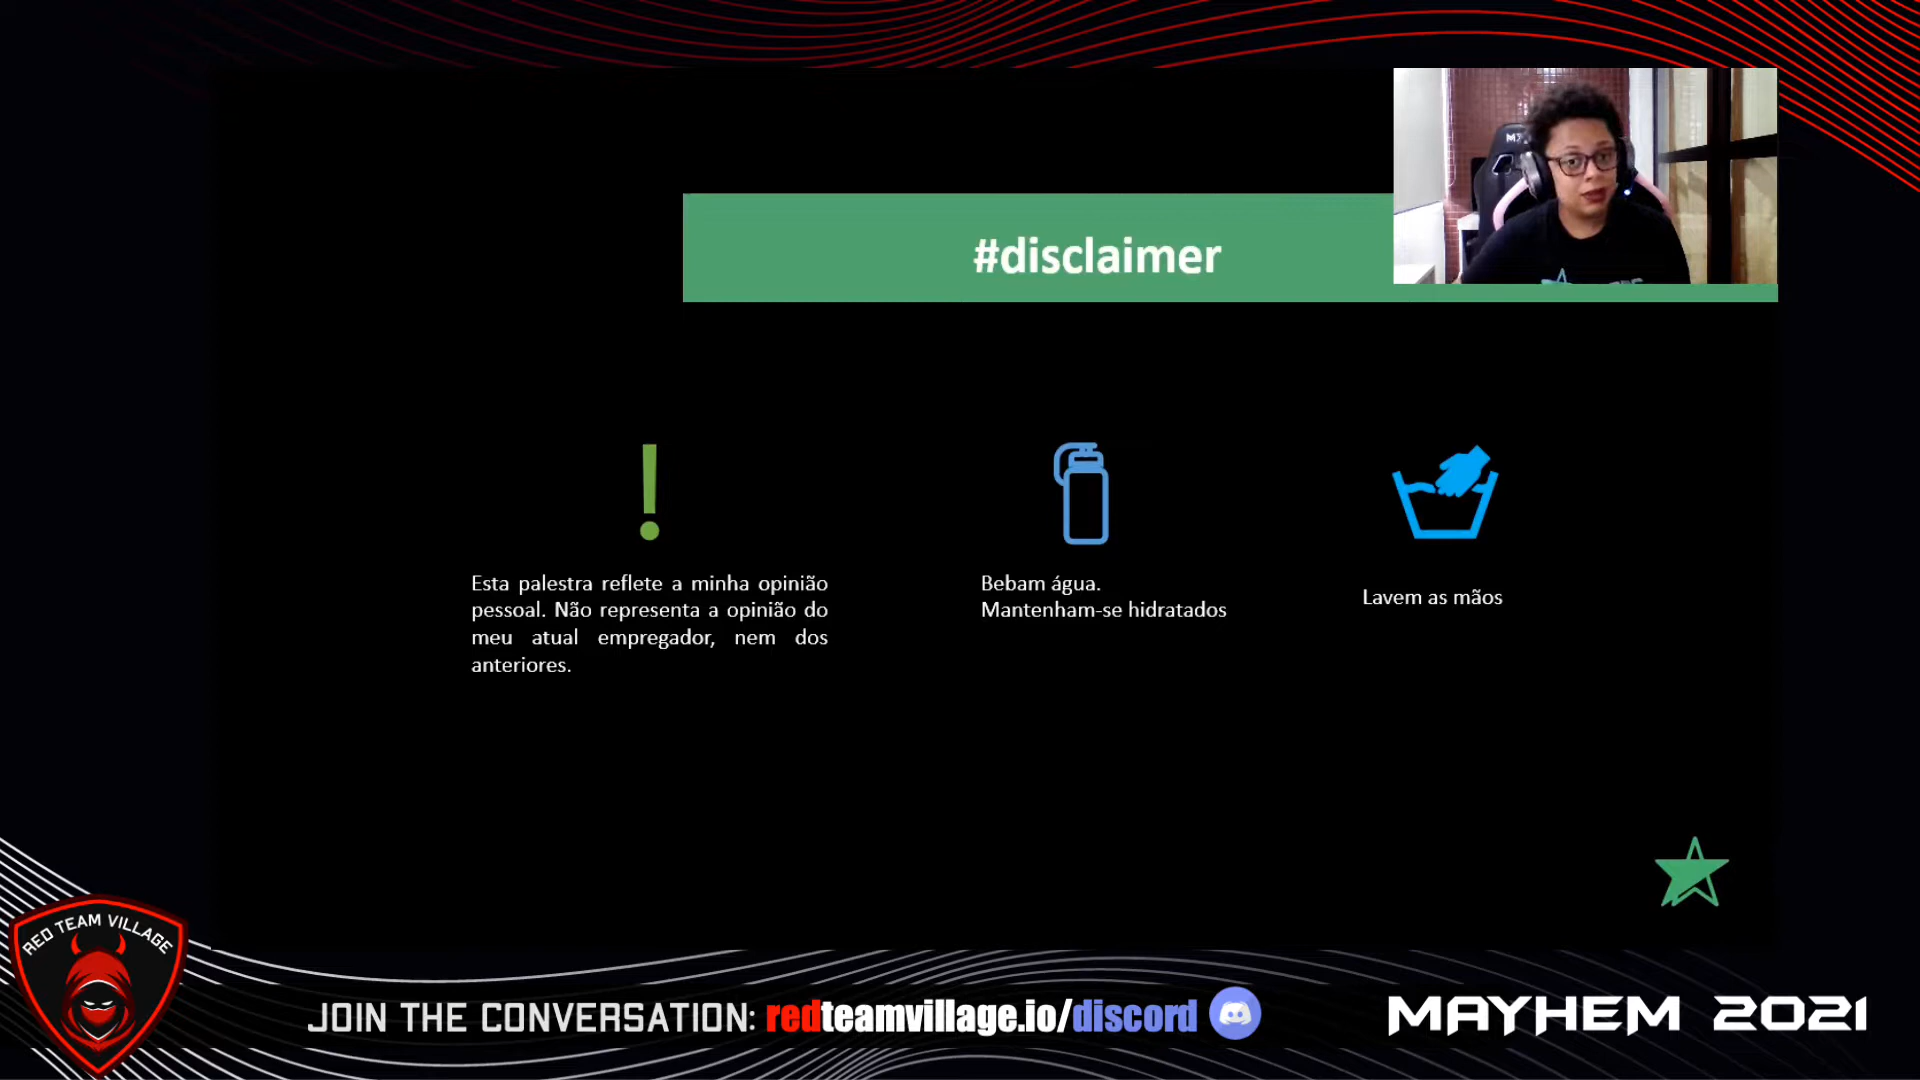 #disclaimer
Esta palestra reflete a minha opinião
pessoal. Não representa a opinião do
meu atual empregador, nem dos
anteriores.
Bebam água.
Mantenham-se hidratados
Lavem as mãos
RED TEAM VILLAGE
JOIN THE CONVERSATION: redteamvillage.io/discord
MAYHEM 2021